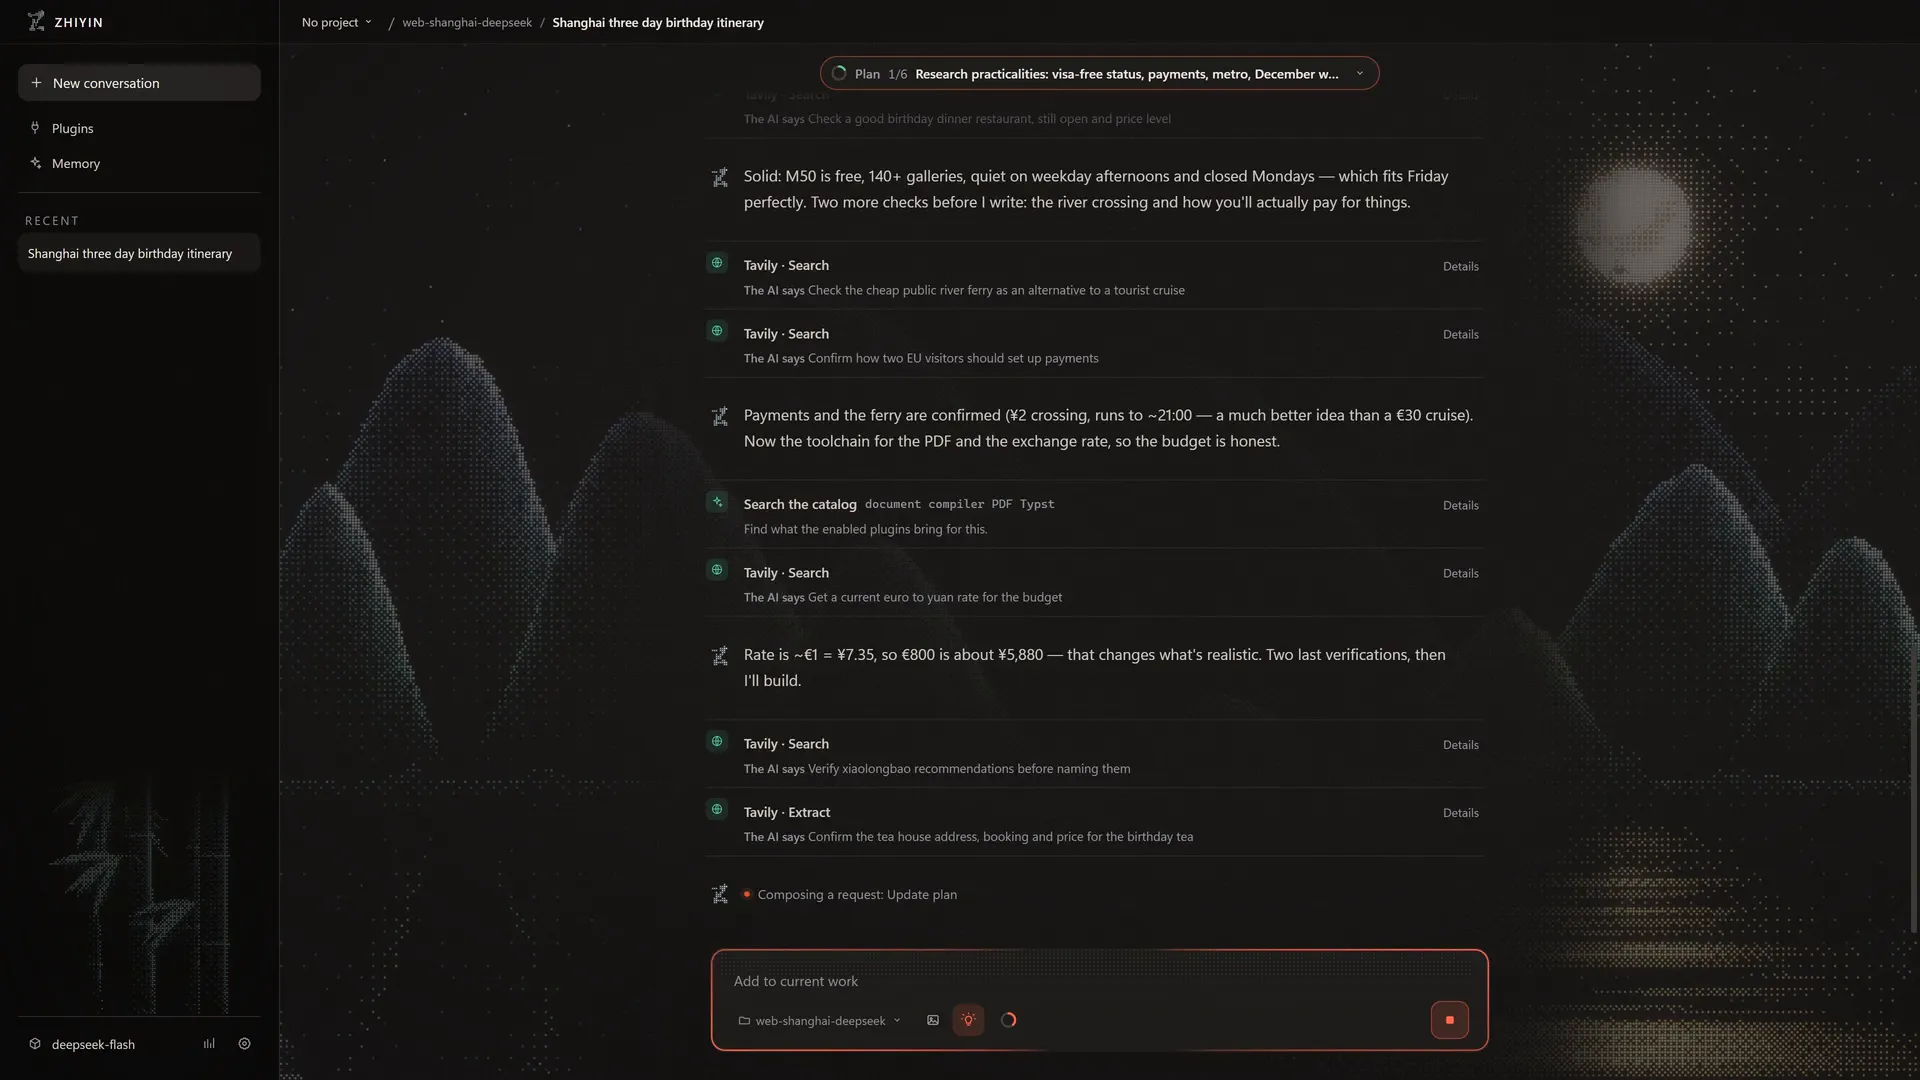 ZHIYIN
No project / web-shanghai-deepseek / Shanghai three day birthday itinerary
New conversation
Plugins
Memory
RECENT
Shanghai three day birthday itinerary
deepseek-flash
Plan 1/6 Research practicalities: visa-free status, payments, metro, December w...
Tavily · Search Details
The AI says Check a good birthday dinner restaurant, still open and price level
Solid: M50 is free, 140+ galleries, quiet on weekday afternoons and closed Mondays — which fits Friday
perfectly. Two more checks before I write: the river crossing and how you'll actually pay for things.
Tavily · Search Details
The AI says Check the cheap public river ferry as an alternative to a tourist cruise
Tavily · Search Details
The AI says Confirm how two EU visitors should set up payments
Payments and the ferry are confirmed (¥2 crossing, runs to ~21:00 — a much better idea than a €30 cruise).
Now the toolchain for the PDF and the exchange rate, so the budget is honest.
Search the catalog document compiler PDF Typst Details
Find what the enabled plugins bring for this.
Tavily · Search Details
The AI says Get a current euro to yuan rate for the budget
Rate is ~€1 = ¥7.35, so €800 is about ¥5,880 — that changes what's realistic. Two last verifications, then
I'll build.
Tavily · Search Details
The AI says Verify xiaolongbao recommendations before naming them
Tavily · Extract Details
The AI says Confirm the tea house address, booking and price for the birthday tea
Composing a request: Update plan
Add to current work
web-shanghai-deepseek